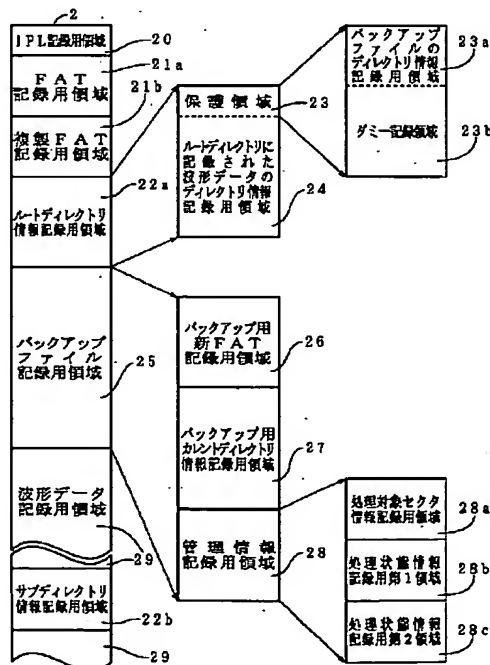 2
IPL記録用領域
20
21a
FAT
記録用領域
21b
複製FAT
記録用領域
22a
ルートディレクトリ
情報記録用領域
バックアップ
ファイル
記録用領域
25
波形データ
記録用領域
29
サブディレクトリ
情報記録用領域
22b
29
保護領域
23
ルートディレクトリに
記録された
波形データの
ディレクトリ情報
記録用領域
24
バックアップ
ファイルの
ディレクトリ情報
記録用領域
23a
ダミー記録領域
23b
バックアップ用
新FAT
記録用領域
26
バックアップ用
カレントディレクトリ
情報記録用領域
27
管理情報
記録用領域
28
処理対象セクタ
情報記録用領域
28a
処理状態情報
記録用第1領域
28b
処理状態情報
記録用第2領域
28c